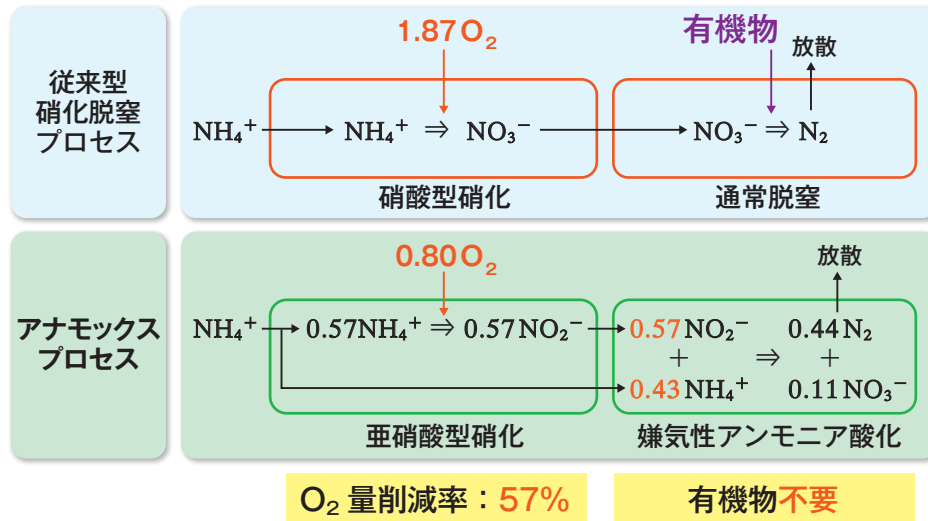 従来型
硝化脱窒
プロセス
1.87 O₂
有機物
放散
NH₄⁺
NH₄⁺ ⇒ NO₃⁻
NO₃⁻ ⇒ N₂
硝酸型硝化
通常脱窒
アナモックス
プロセス
0.80 O₂
放散
NH₄⁺
0.57NH₄⁺ ⇒ 0.57NO₂⁻
0.57NO₂⁻
+
0.43NH₄⁺
⇒
0.44N₂
+
0.11NO₃⁻
亜硝酸型硝化
嫌気性アンモニア酸化
O₂ 量削減率：57%
有機物不要